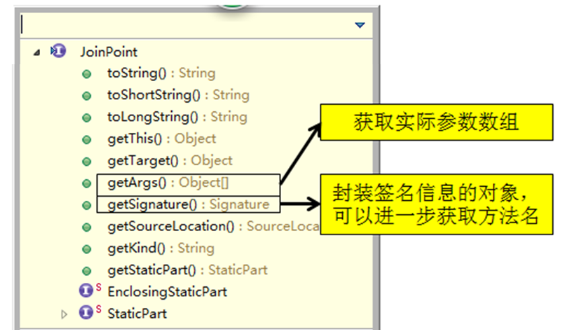 JoinPoint
toString() : String
toShortString() : String
toLongString() : String
getThis() : Object
getTarget() : Object
getArgs() : Object[]
getSignature() : Signature
getSourceLocation() : SourceLoca
getKind() : String
getStaticPart() : StaticPart
S EnclosingStaticPart
S StaticPart
获取实际参数数组
封装签名信息的对象，
可以进一步获取方法名